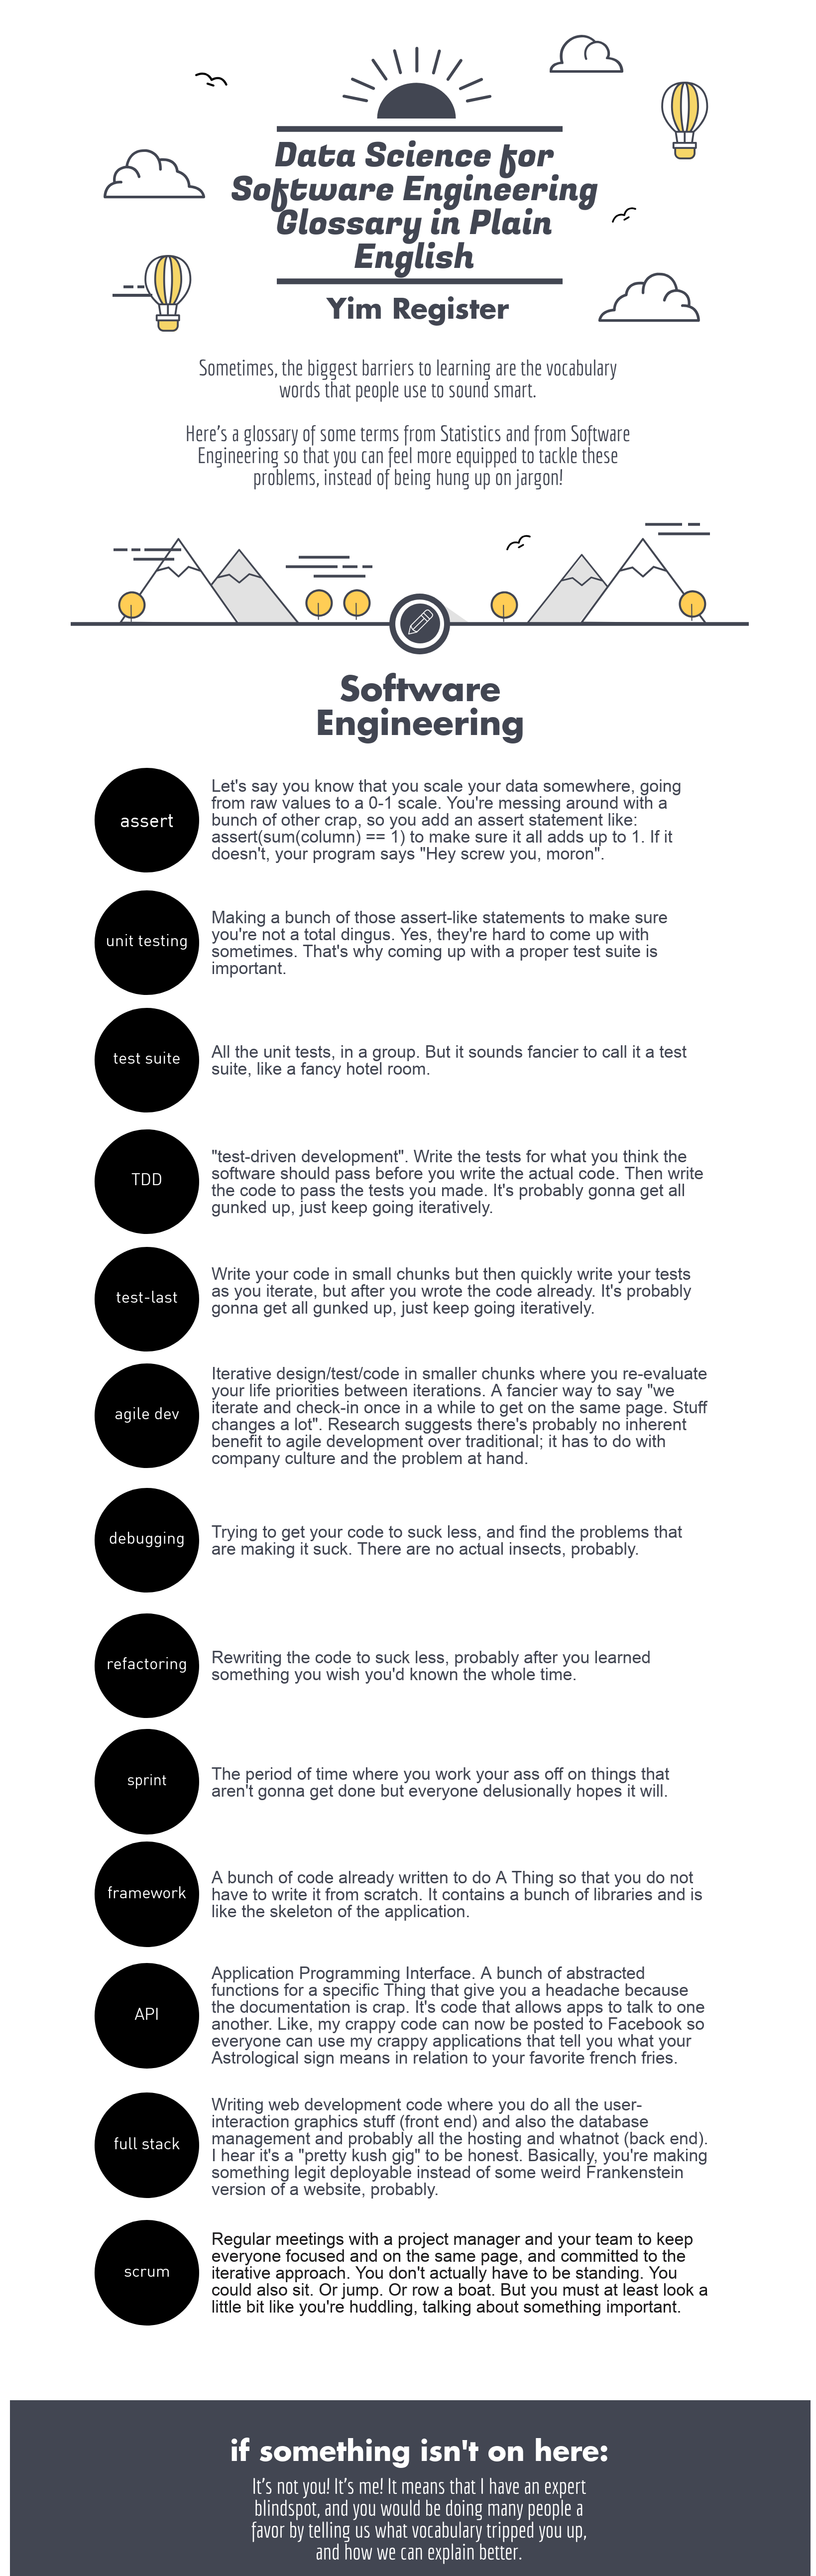 Data Science for
Software Engineering
Glossary in Plain
English
Yim Register
Sometimes, the biggest barriers to learning are the vocabulary
words that people use to sound smart.
Here's a glossary of some terms from Statistics and from Software
Engineering so that you can feel more equipped to tackle these
problems, instead of being hung up on jargon!
Software
Engineering
assert
Let's say you know that you scale your data somewhere, going
from raw values to a 0-1 scale. You're messing around with a
bunch of other crap, so you add an assert statement like:
assert(sum(column) == 1) to make sure it all adds up to 1. If it
doesn't, your program says "Hey screw you, moron".
unit testing
Making a bunch of those assert-like statements to make sure
you're not a total dingus. Yes, they're hard to come up with
sometimes. That's why coming up with a proper test suite is
important.
test suite
All the unit tests, in a group. But it sounds fancier to call it a test
suite, like a fancy hotel room.
TDD
"test-driven development". Write the tests for what you think the
software should pass before you write the actual code. Then write
the code to pass the tests you made. It's probably gonna get all
gunked up, just keep going iteratively.
test-last
Write your code in small chunks but then quickly write your tests
as you iterate, but after you wrote the code already. It's probably
gonna get all gunked up, just keep going iteratively.
agile dev
Iterative design/test/code in smaller chunks where you re-evaluate
your life priorities between iterations. A fancier way to say "we
iterate and check-in once in a while to get on the same page. Stuff
changes a lot". Research suggests there's probably no inherent
benefit to agile development over traditional; it has to do with
company culture and the problem at hand.
debugging
Trying to get your code to suck less, and find the problems that
are making it suck. There are no actual insects, probably.
refactoring
Rewriting the code to suck less, probably after you learned
something you wish you'd known the whole time.
sprint
The period of time where you work your ass off on things that
aren't gonna get done but everyone delusionally hopes it will.
framework
A bunch of code already written to do A Thing so that you do not
have to write it from scratch. It contains a bunch of libraries and is
like the skeleton of the application.
API
Application Programming Interface. A bunch of abstracted
functions for a specific Thing that give you a headache because
the documentation is crap. It's code that allows apps to talk to one
another. Like, my crappy code can now be posted to Facebook so
everyone can use my crappy applications that tell you what your
Astrological sign means in relation to your favorite french fries.
full stack
Writing web development code where you do all the user-
interaction graphics stuff (front end) and also the database
management and probably all the hosting and whatnot (back end).
I hear it's a "pretty kush gig" to be honest. Basically, you're making
something legit deployable instead of some weird Frankenstein
version of a website, probably.
scrum
Regular meetings with a project manager and your team to keep
everyone focused and on the same page, and committed to the
iterative approach. You don't actually have to be standing. You
could also sit. Or jump. Or row a boat. But you must at least look a
little bit like you're huddling, talking about something important.
if something isn't on here:
It's not you! It's me! It means that I have an expert
blindspot, and you would be doing many people a
favor by telling us what vocabulary tripped you up,
and how we can explain better.